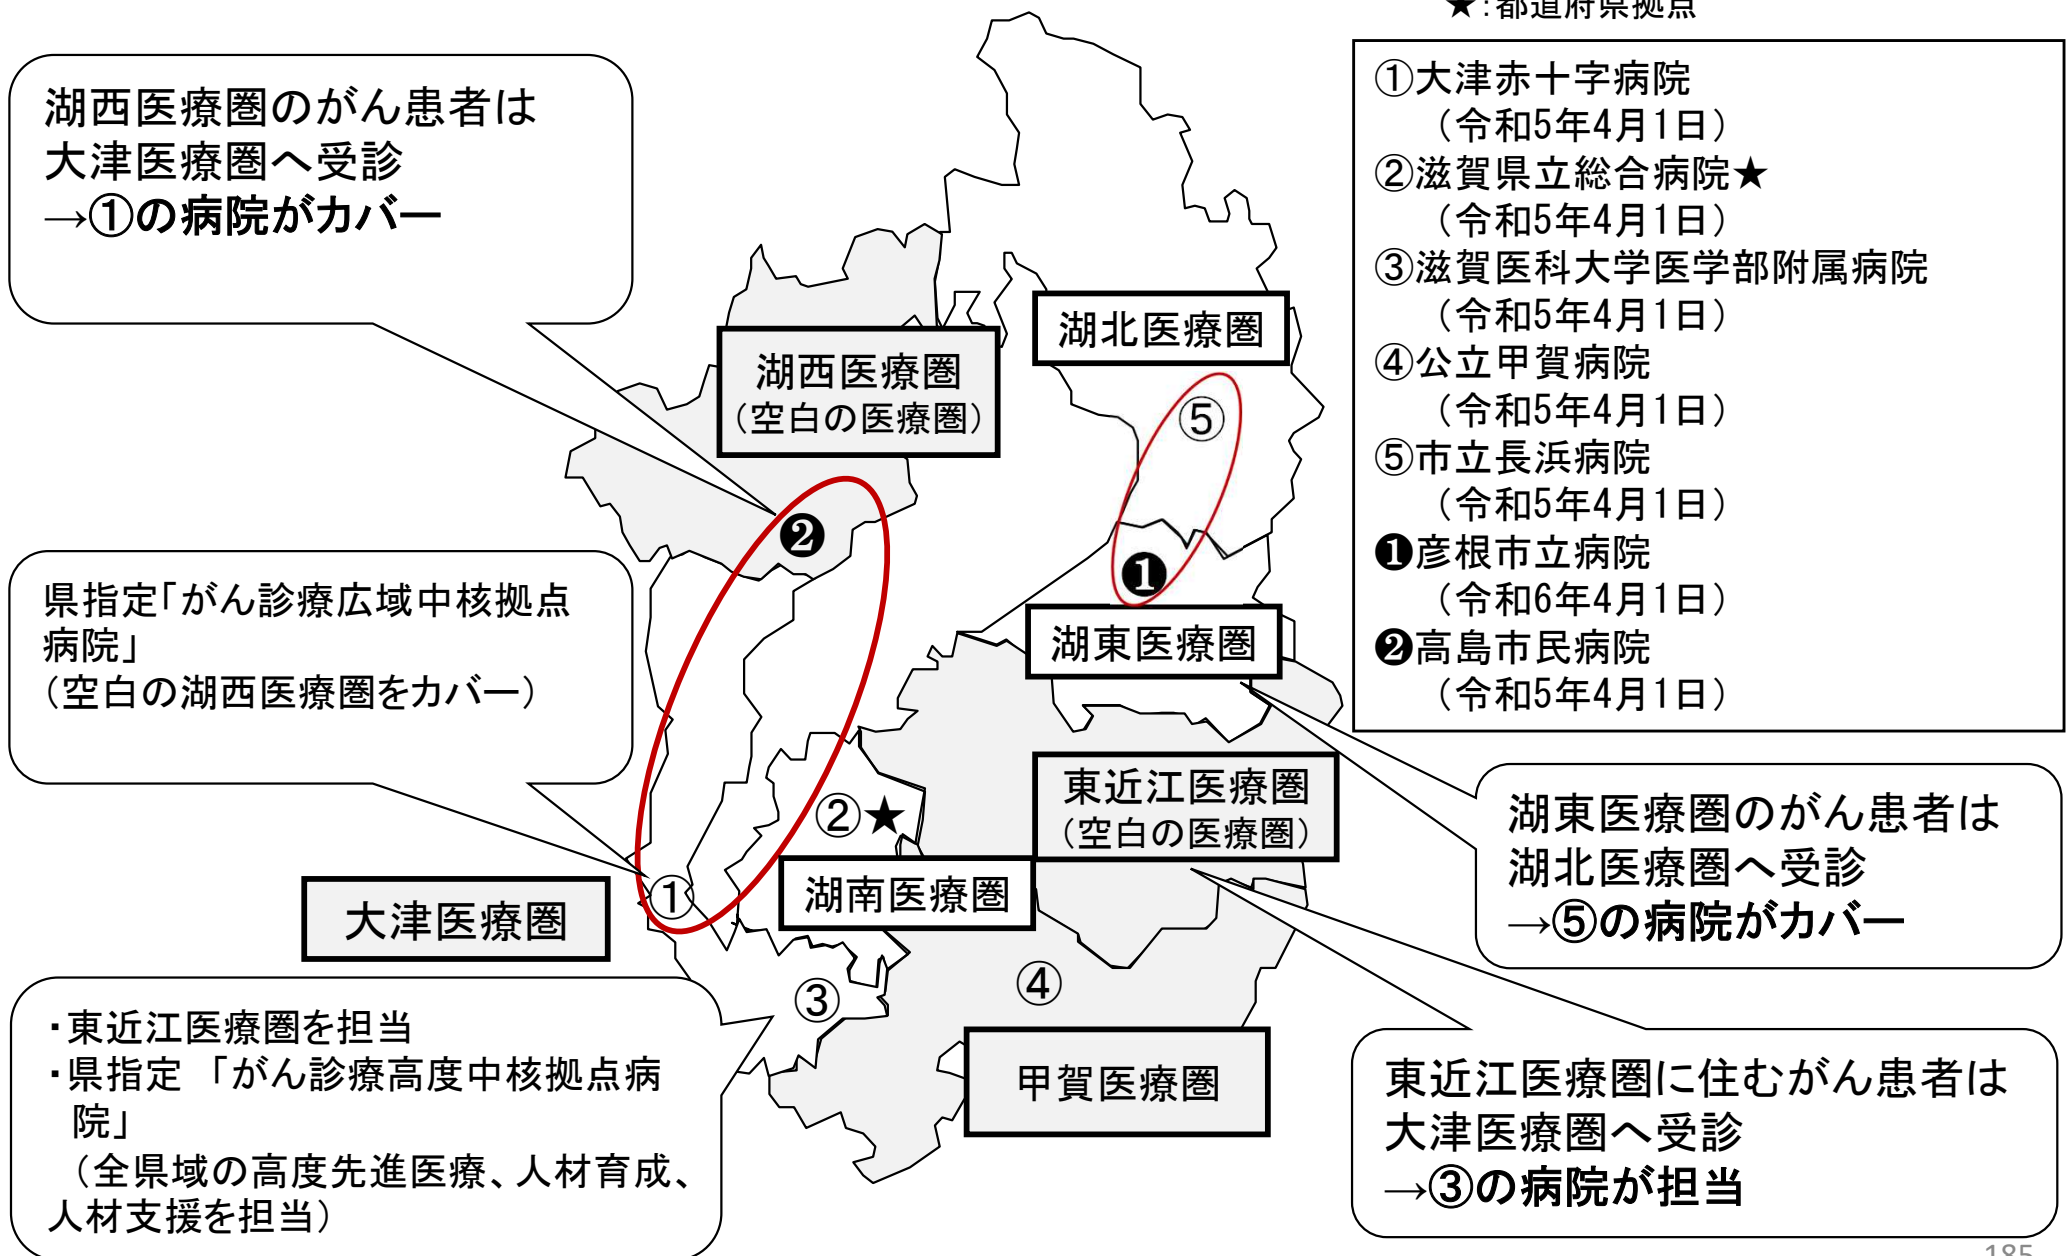 ★:都道府県拠点
①大津赤十字病院
(令和5年4月1日)
②滋賀県立総合病院★
(令和5年4月1日)
③滋賀医科大学医学部附属病院
(令和5年4月1日)
④公立甲賀病院
(令和5年4月1日)
⑤市立長浜病院
(令和5年4月1日)
❶彦根市立病院
(令和6年4月1日)
❷高島市民病院
(令和5年4月1日)
湖西医療圏のがん患者は
大津医療圏へ受診
→①の病院がカバー
湖北医療圏
湖西医療圏
(空白の医療圏)
⑤
❷
❶
県指定「がん診療広域中核拠点
病院」
(空白の湖西医療圏をカバー)
湖東医療圏
東近江医療圏
(空白の医療圏)
②★
湖東医療圏のがん患者は
湖北医療圏へ受診
→⑤の病院がカバー
①
湖南医療圏
大津医療圏
③
④
・東近江医療圏を担当
・県指定 「がん診療高度中核拠点病
院」
(全県域の高度先進医療、人材育成、
人材支援を担当)
甲賀医療圏
東近江医療圏に住むがん患者は
大津医療圏へ受診
→③の病院が担当
185